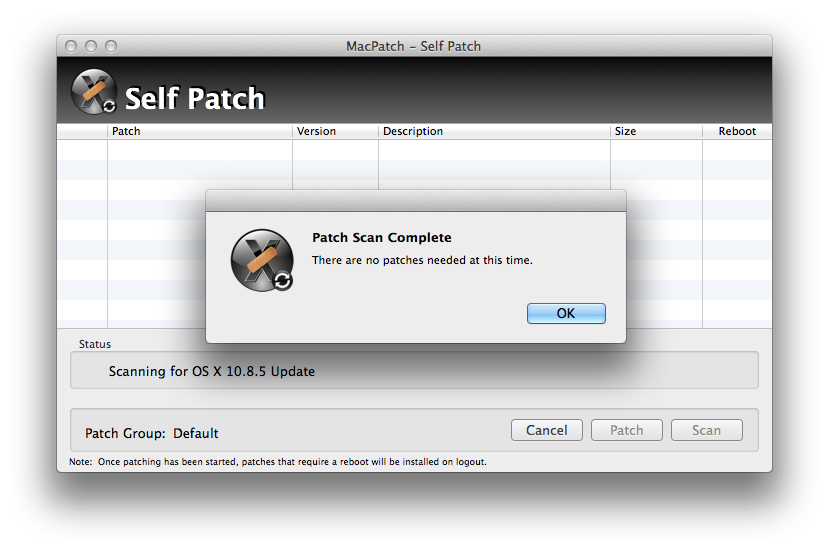 MacPatch – Self Patch
Self Patch
Patch Version Description Size Reboot
Patch Scan Complete
There are no patches needed at this time.
OK
Status
Scanning for OS X 10.8.5 Update
Patch Group: Default
Cancel Patch Scan
Note: Once patching has been started, patches that require a reboot will be installed on logout.